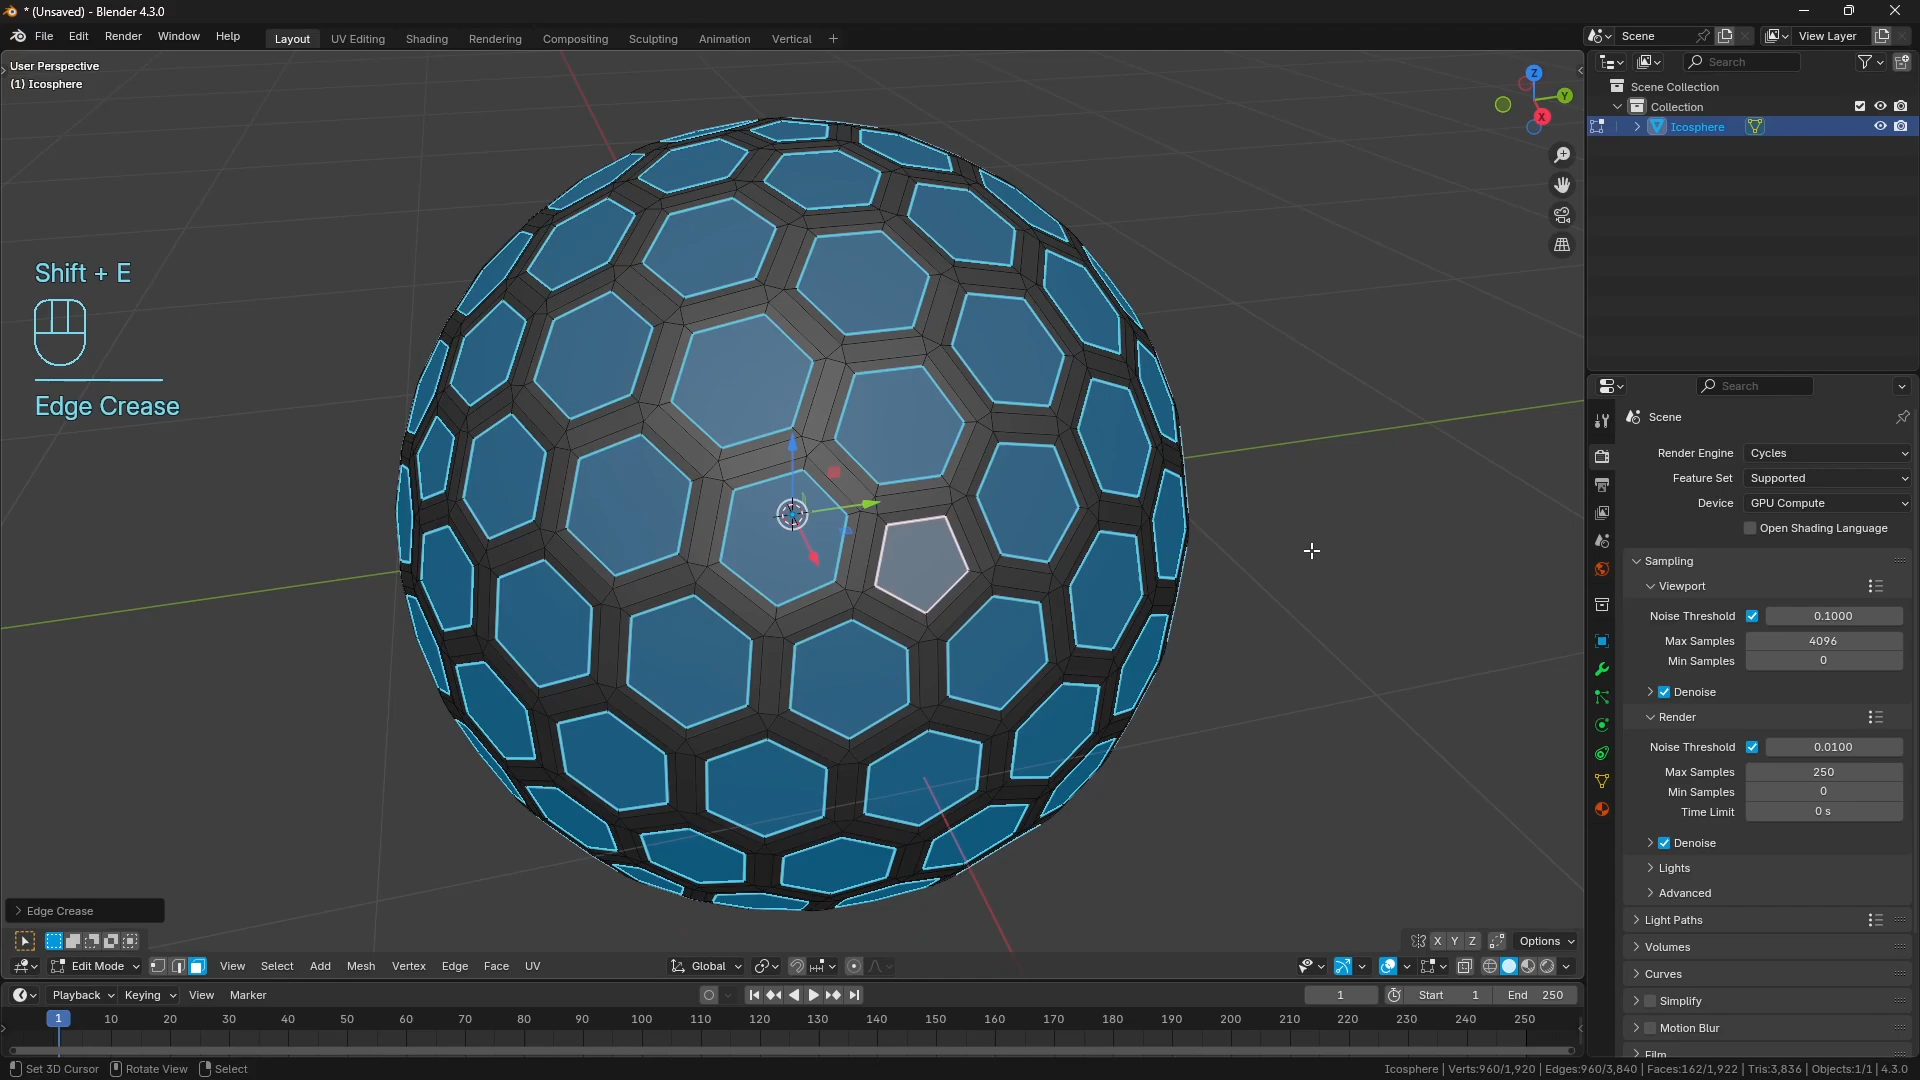 * (Unsaved) - Blender 4.3.0
File Edit Render Window Help Layout UV Editing Shading Rendering Compositing Sculpting Animation Vertical + Scene View Layer
User Perspective
(1) Icosphere
Z
Y
X
Search
Scene Collection
Collection
Icosphere
Shift + E
Edge Crease
Search
Scene
Render Engine Cycles
Feature Set Supported
Device GPU Compute
Open Shading Language
Sampling
Viewport
Noise Threshold 0.1000
Max Samples 4096
Min Samples 0
Denoise
Render
Noise Threshold 0.0100
Max Samples 250
Min Samples 0
Time Limit 0 s
Denoise
Lights
Advanced
Light Paths
Volumes
Curves
Simplify
Motion Blur
Film
Edge Crease
X Y Z Options
Edit Mode View Select Add Mesh Vertex Edge Face UV Global
Playback Keying View Marker 1 Start 1 End 250
1 10 20 30 40 50 60 70 80 90 100 110 120 130 140 150 160 170 180 190 200 210 220 230 240 250
Set 3D Cursor Rotate View Select Icosphere | Verts:960/1,920 | Edges:960/3,840 | Faces:162/1,922 | Tris:3,836 | Objects:1/1 | 4.3.0